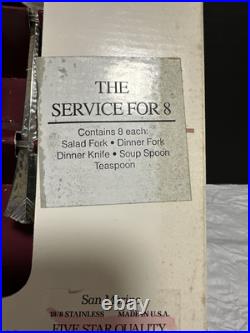 THE
SERVICE FOR 8
Contains 8 each:
Salad Fork • Dinner Fork
Dinner Knife • Soup Spoon
Teaspoon
San
18/8 STAINLESS MADE IN U.S.A.
FIVE STAR QUALITY